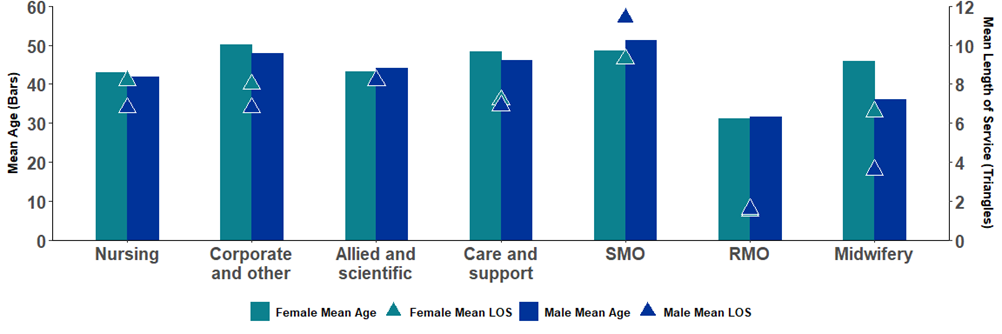 Mean Age (Bars)
60
50
40
30
20
10
0
12
10
8
6
4
2
0
Mean Length of
Service (Triangles)
Nursing
Corporate
and other
Allied and
scientific
Care and
support
SMO
RMO
Midwifery
Female Mean Age
Female Mean LOS
Male Mean Age
Male Mean LOS